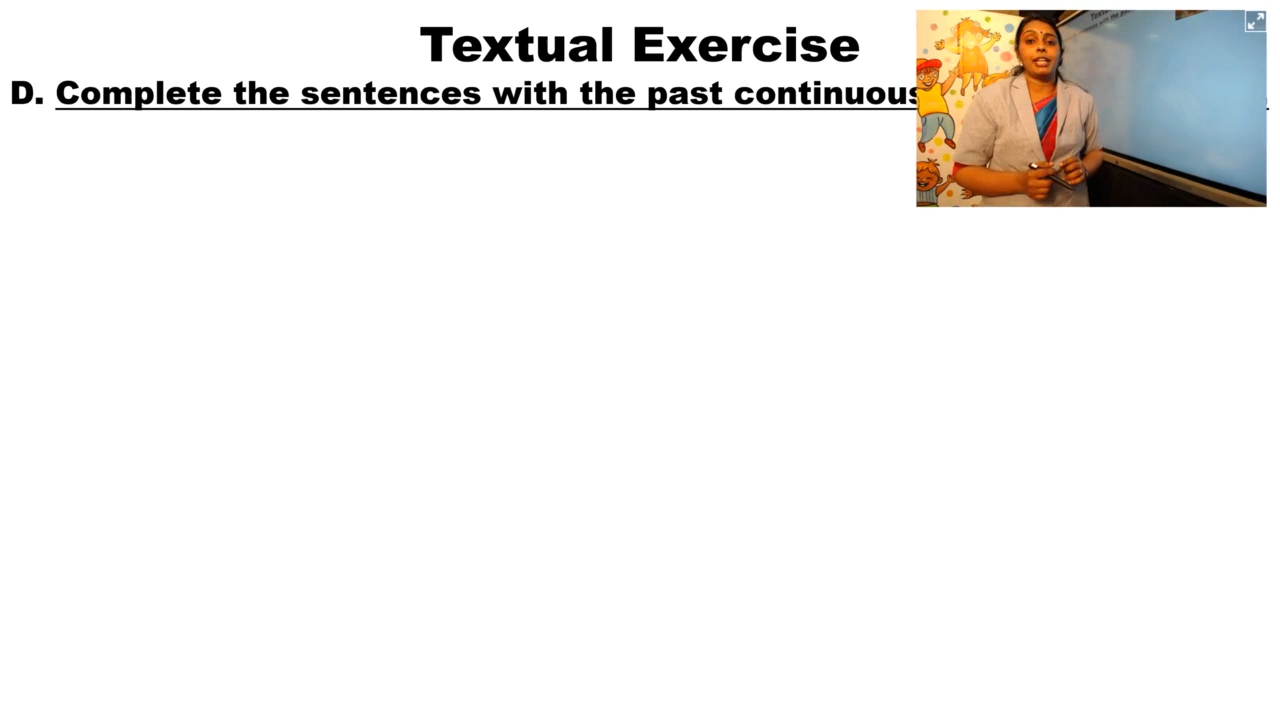 Textual Exercise
D. Complete the sentences with the past continuous